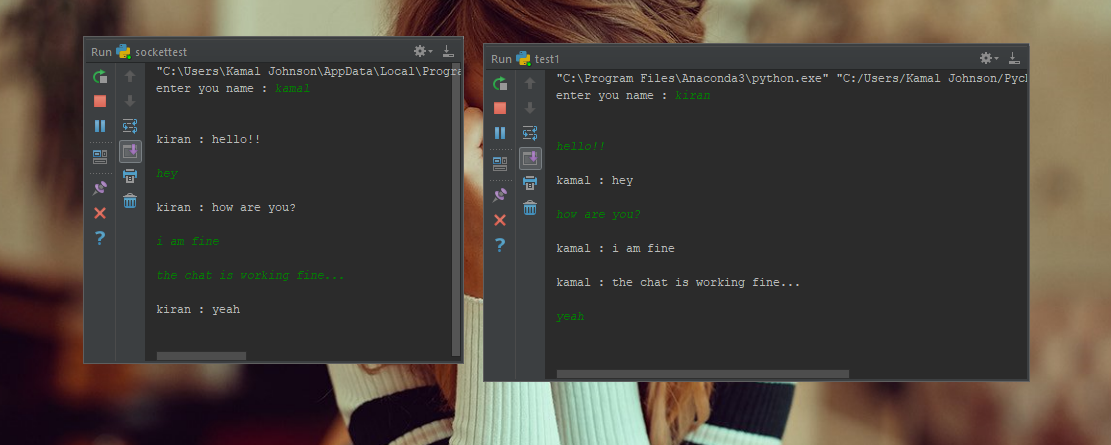 Run sockettest
"C:\Users\Kamal Johnson\AppData\Local\Progra
enter you name : kamal
kiran : hello!!
hey
kiran : how are you?
i am fine
the chat is working fine...
kiran : yeah
Run test1
"C:\Program Files\Anaconda3\python.exe" "C:/Users/Kamal Johnson/Pycl
enter you name : kiran
hello!!
kamal : hey
how are you?
kamal : i am fine
kamal : the chat is working fine...
yeah